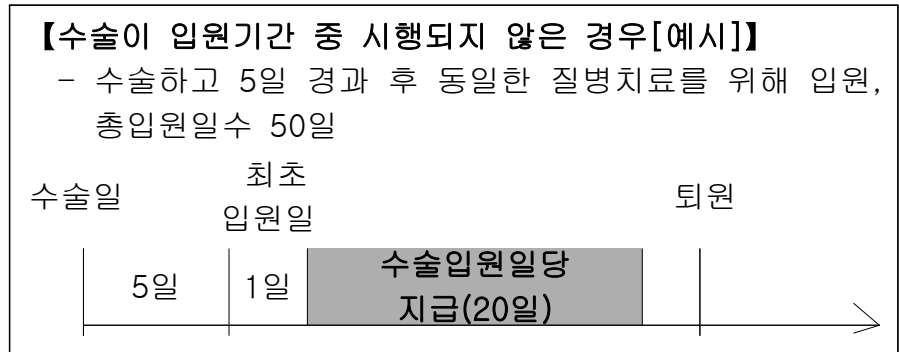 【수술이 입원기간 중 시행되지 않은 경우[예시]】
- 수술하고 5일 경과 후 동일한 질병치료를 위해 입원,
총입원일수 50일
수술일
최초
입원일
퇴원
5일
1일
수술입원일당
지급(20일)